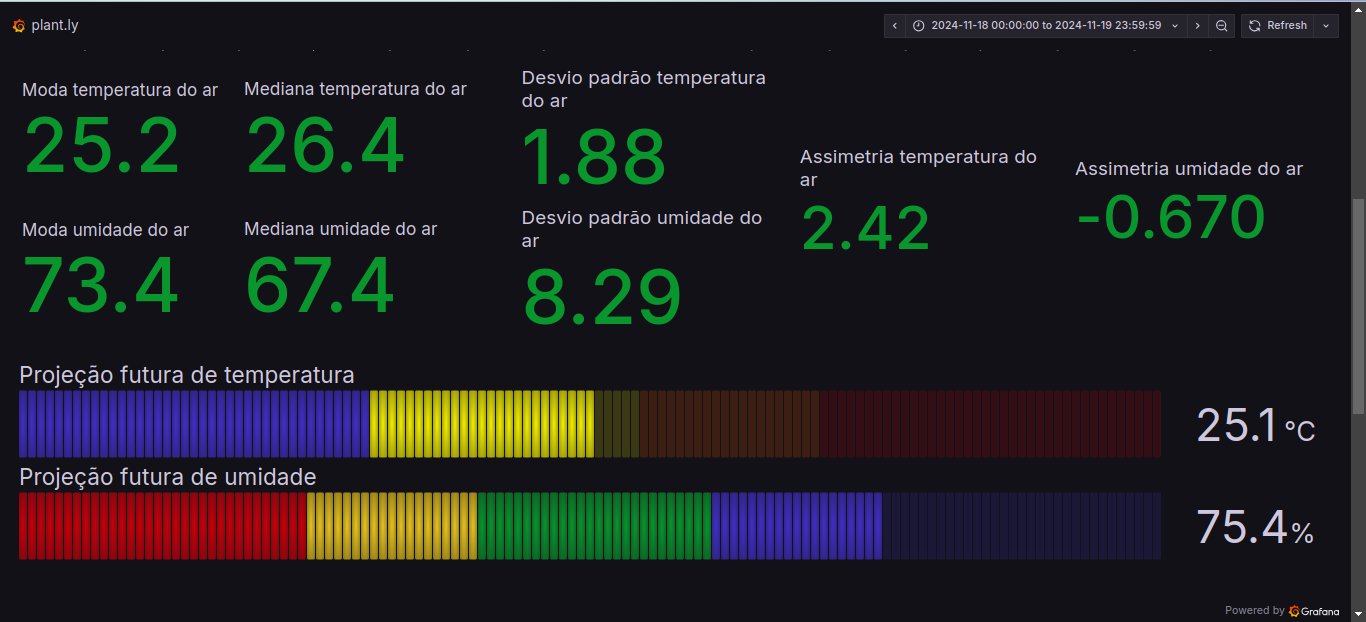 plant.ly
2024-11-18 00:00:00 to 2024-11-19 23:59:59
Refresh
Moda temperatura do ar
25.2
Mediana temperatura do ar
26.4
Desvio padrão temperatura
do ar
1.88
Assimetria temperatura do
ar
2.42
Assimetria umidade do ar
-0.670
Moda umidade do ar
73.4
Mediana umidade do ar
67.4
Desvio padrão umidade do
ar
8.29
Projeção futura de temperatura
25.1 °C
Projeção futura de umidade
75.4%
Powered by Grafana